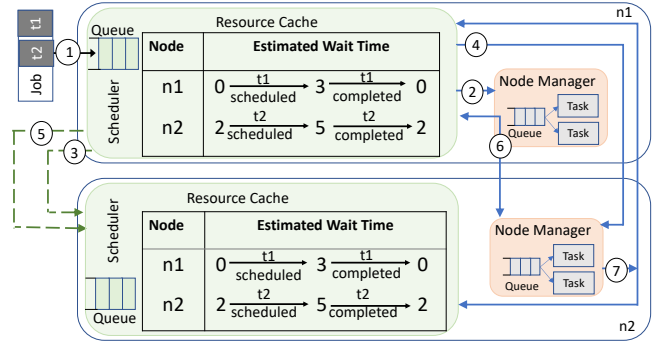 t1
t2
Job
1
Queue
Scheduler
Resource Cache
Node Estimated Wait Time
n1 0 t1 scheduled 3 t1 completed 0
n2 2 t2 scheduled 5 t2 completed 2
n1
4
2
Node Manager
Task
Task
Queue
5
3
6
Resource Cache
Scheduler
Queue
Node Estimated Wait Time
n1 0 t1 scheduled 3 t1 completed 0
n2 2 t2 scheduled 5 t2 completed 2
Node Manager
Task
Task
Queue
7
n2